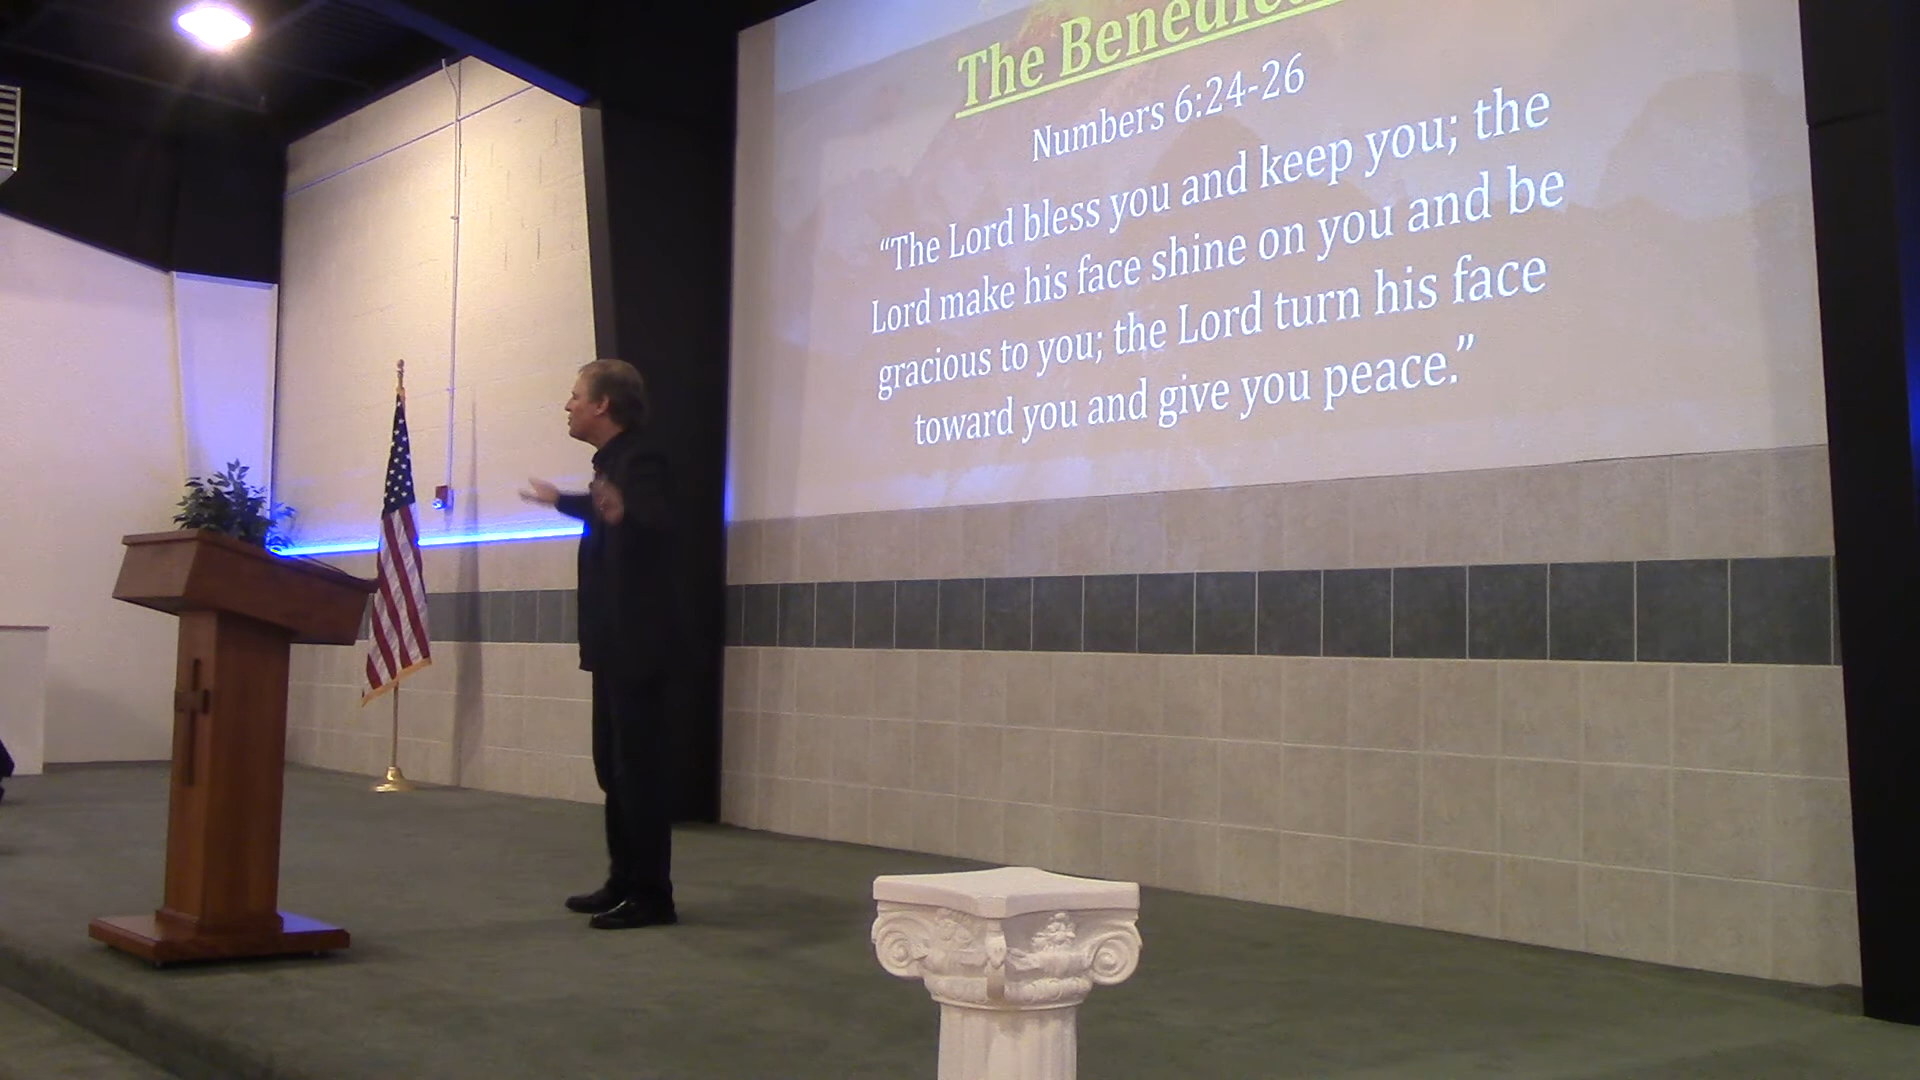 The Benedic
Numbers 6:24-26
“The Lord bless you and keep you; the
Lord make his face shine on you and be
gracious to you; the Lord turn his face
toward you and give you peace.”